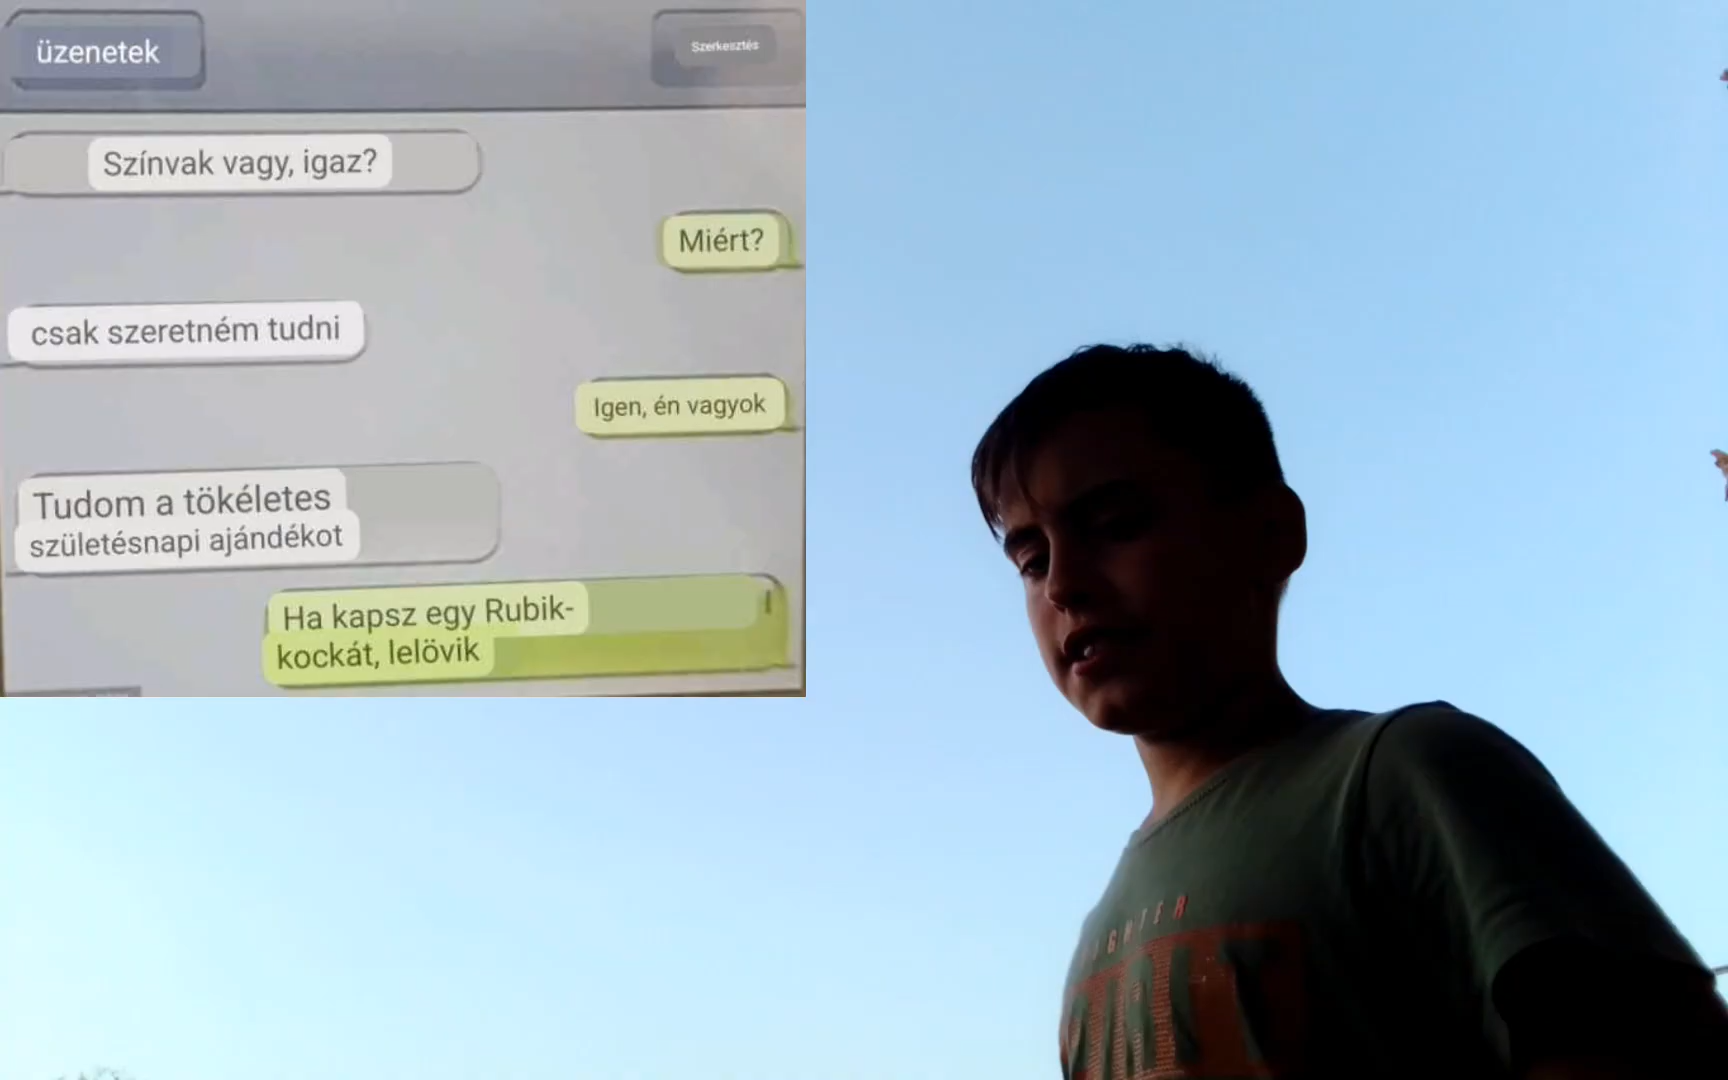 üzenetek
Szerkesztés
Színvak vagy, igaz?
Miért?
csak szeretném tudni
Igen, én vagyok
Tudom a tökéletes
születésnapi ajándékot
Ha kapsz egy Rubik-
kockát, lelövik